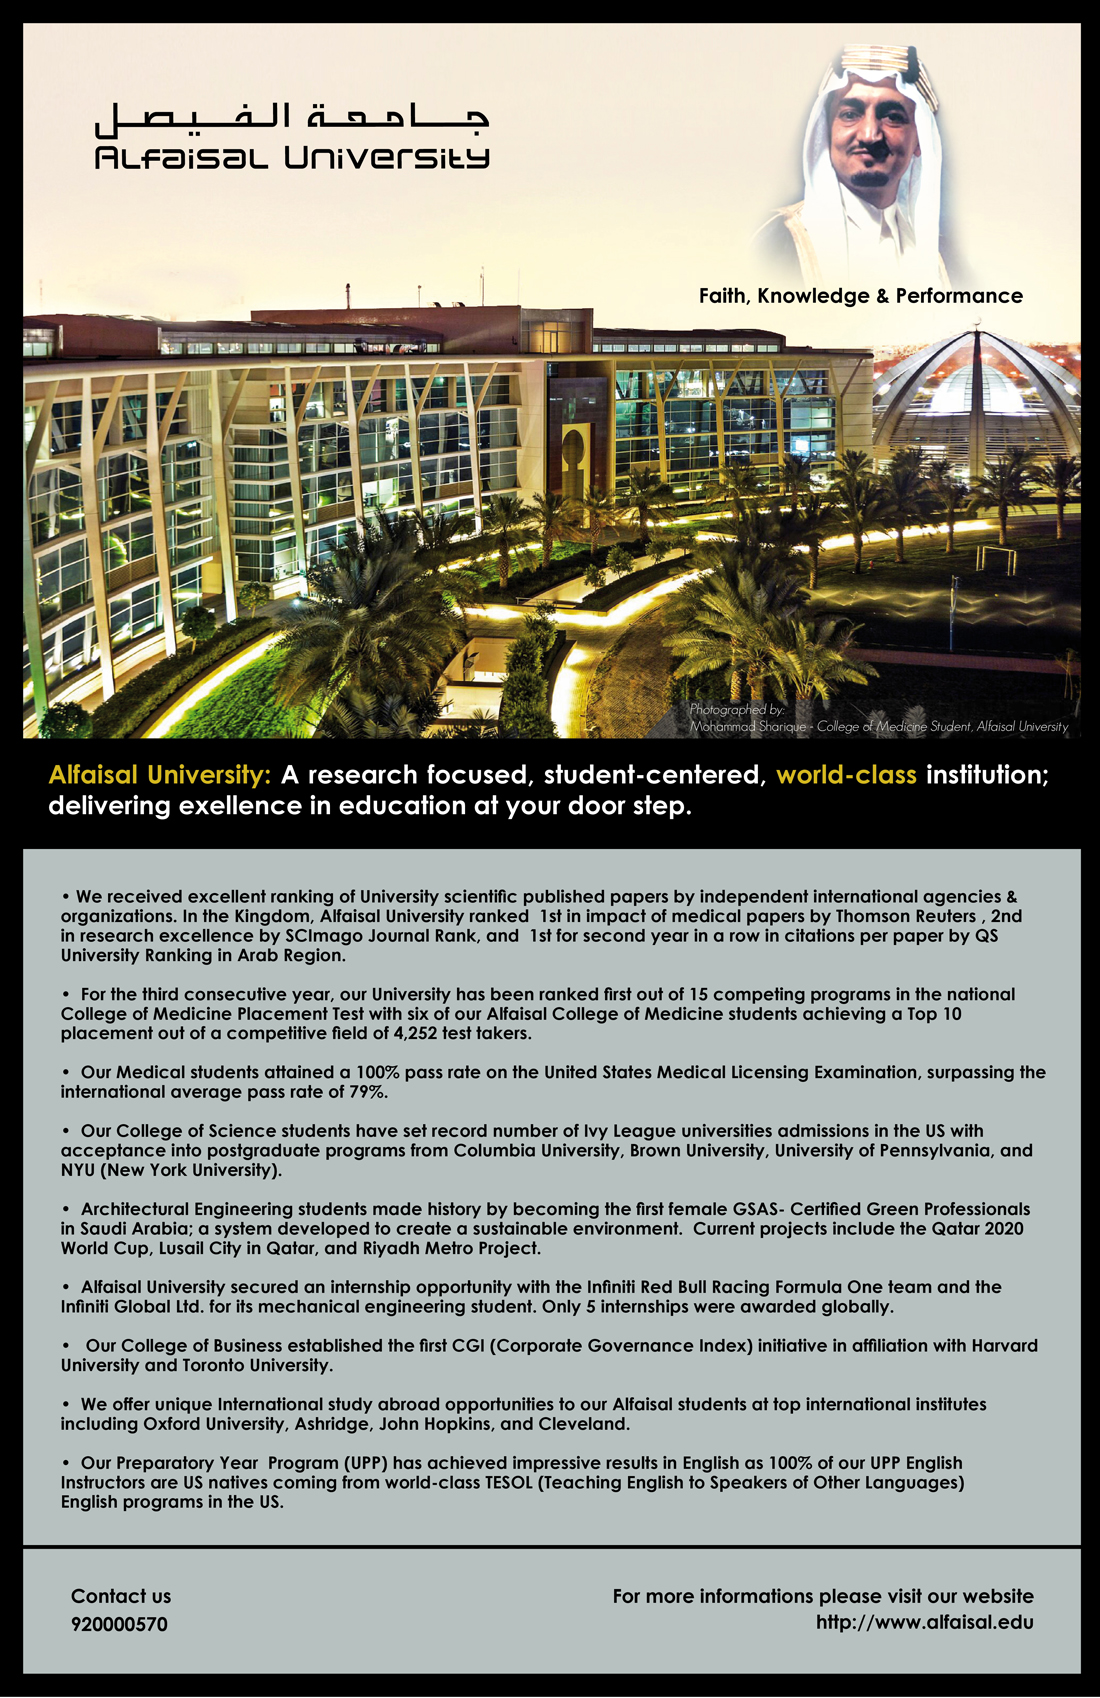 جامعة الفيصل
Alfaisal University
Faith, Knowledge & Performance
Photographed by:
Mohammad Sharique - College of Medicine Student, Alfaisal University
Alfaisal University: A research focused, student-centered, world-class institution;
delivering exellence in education at your door step.
• We received excellent ranking of University scientific published papers by independent international agencies &
organizations. In the Kingdom, Alfaisal University ranked  1st in impact of medical papers by Thomson Reuters , 2nd
in research excellence by SCImago Journal Rank, and  1st for second year in a row in citations per paper by QS
University Ranking in Arab Region.
•  For the third consecutive year, our University has been ranked first out of 15 competing programs in the national
College of Medicine Placement Test with six of our Alfaisal College of Medicine students achieving a Top 10
placement out of a competitive field of 4,252 test takers.
•  Our Medical students attained a 100% pass rate on the United States Medical Licensing Examination, surpassing the
international average pass rate of 79%.
•  Our College of Science students have set record number of Ivy League universities admissions in the US with
acceptance into postgraduate programs from Columbia University, Brown University, University of Pennsylvania, and
NYU (New York University).
•  Architectural Engineering students made history by becoming the first female GSAS- Certified Green Professionals
in Saudi Arabia; a system developed to create a sustainable environment.  Current projects include the Qatar 2020
World Cup, Lusail City in Qatar, and Riyadh Metro Project.
•  Alfaisal University secured an internship opportunity with the Infiniti Red Bull Racing Formula One team and the
Infiniti Global Ltd. for its mechanical engineering student. Only 5 internships were awarded globally.
•   Our College of Business established the first CGI (Corporate Governance Index) initiative in affiliation with Harvard
University and Toronto University.
•  We offer unique International study abroad opportunities to our Alfaisal students at top international institutes
including Oxford University, Ashridge, John Hopkins, and Cleveland.
•  Our Preparatory Year  Program (UPP) has achieved impressive results in English as 100% of our UPP English
Instructors are US natives coming from world-class TESOL (Teaching English to Speakers of Other Languages)
English programs in the US.
Contact us
920000570
For more informations please visit our website
http://www.alfaisal.edu